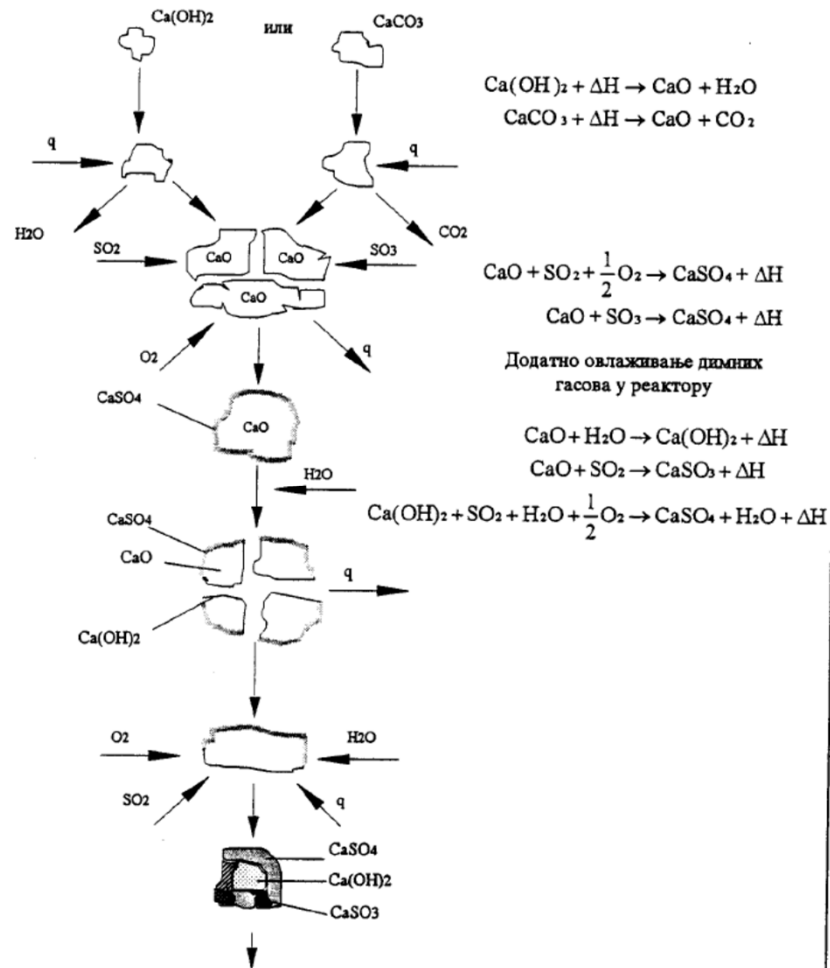 Ca(OH)2 или CaCO3
Ca(OH)2 + ΔH → CaO + H2O
CaCO3 + ΔH → CaO + CO2
q
q
H2O
CO2
SO2
CaO
CaO
SO3
CaO
CaO + SO2 + 1/2 O2 → CaSO4 + ΔH
CaO + SO3 → CaSO4 + ΔH
O2
q
Додатно овлаживање димних
гасова у реактору
CaSO4
CaO
CaO + H2O → Ca(OH)2 + ΔH
CaO + SO2 → CaSO3 + ΔH
H2O
Ca(OH)2 + SO2 + H2O + 1/2 O2 → CaSO4 + H2O + ΔH
CaSO4
CaO
q
Ca(OH)2
O2
H2O
SO2
q
CaSO4
Ca(OH)2
CaSO3